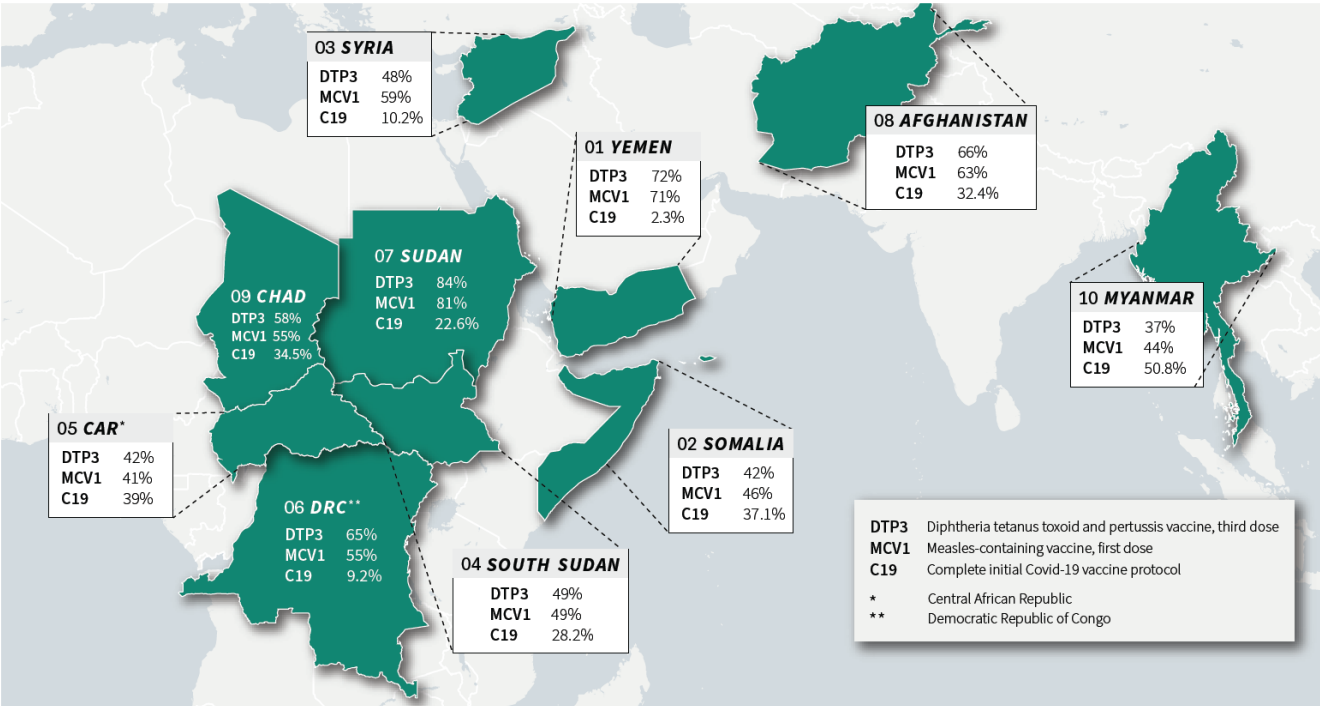 03 SYRIA
DTP3 48%
MCV1 59%
C19 10.2%
01 YEMEN
DTP3 72%
MCV1 71%
C19 2.3%
08 AFGHANISTAN
DTP3 66%
MCV1 63%
C19 32.4%
07 SUDAN
DTP3 84%
MCV1 81%
C19 22.6%
09 CHAD
DTP3 58%
MCV1 55%
C19 34.5%
10 MYANMAR
DTP3 37%
MCV1 44%
C19 50.8%
05 CAR*
DTP3 42%
MCV1 41%
C19 39%
02 SOMALIA
DTP3 42%
MCV1 46%
C19 37.1%
06 DRC**
DTP3 65%
MCV1 55%
C19 9.2%
04 SOUTH SUDAN
DTP3 49%
MCV1 49%
C19 28.2%
DTP3 Diphtheria tetanus toxoid and pertussis vaccine, third dose
MCV1 Measles-containing vaccine, first dose
C19 Complete initial Covid-19 vaccine protocol
* Central African Republic
** Democratic Republic of Congo